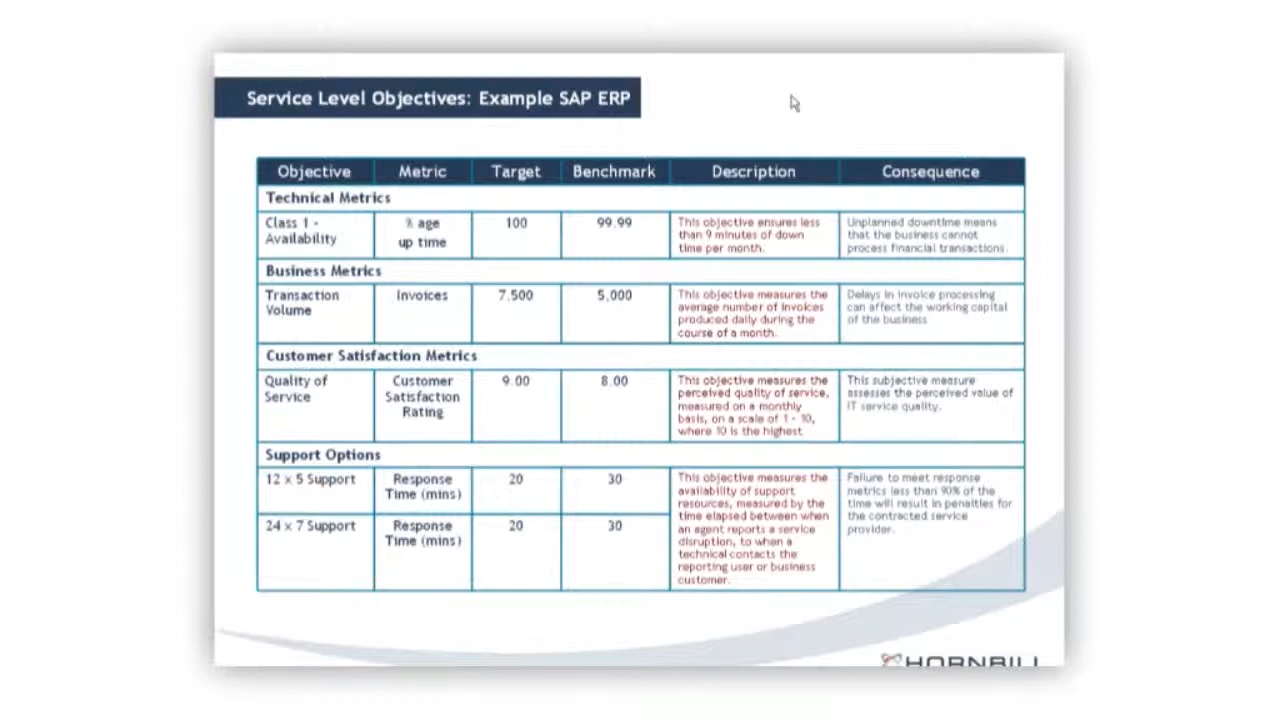 Service Level Objectives: Example SAP ERP
Objective Metric Target Benchmark Description Consequence
Technical Metrics
Class 1 -
Availability
% age
up time
100
99.99
This objective ensures less
than 9 minutes of down
time per month.
Unplanned downtime means
that the business cannot
process financial transactions.
Business Metrics
Transaction
Volume
Invoices
7,500
5,000
This objective measures the
average number of invoices
produced daily during the
course of a month.
Delays in invoice processing
can affect the working capital
of the business
Customer Satisfaction Metrics
Quality of
Service
Customer
Satisfaction
Rating
9.00
8.00
This objective measures the
perceived quality of service,
measured on a monthly
basis, on a scale of 1 - 10,
where 10 is the highest
This subjective measure
assesses the perceived value of
IT service quality.
Support Options
12 x 5 Support
Response
Time (mins)
20
30
24 x 7 Support
Response
Time (mins)
20
30
This objective measures the
availability of support
resources, measured by the
time elapsed between when
an agent reports a service
disruption, to when a
technical contacts the
reporting user or business
customer.
Failure to meet response
metrics less than 90% of the
time will result in penalties for
the contracted service
provider.
HORNBILL